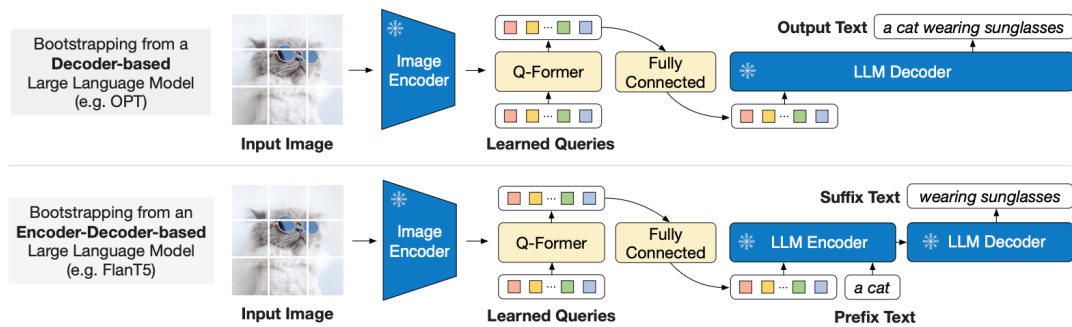 Bootstrapping from a
Decoder-based
Large Language Model
(e.g. OPT)
Input Image
Image
Encoder
Q-Former
Learned Queries
Fully
Connected
Output Text
a cat wearing sunglasses
LLM Decoder
Bootstrapping from an
Encoder-Decoder-based
Large Language Model
(e.g. FlanT5)
Input Image
Image
Encoder
Q-Former
Learned Queries
Fully
Connected
Suffix Text
wearing sunglasses
LLM Encoder
LLM Decoder
a cat
Prefix Text